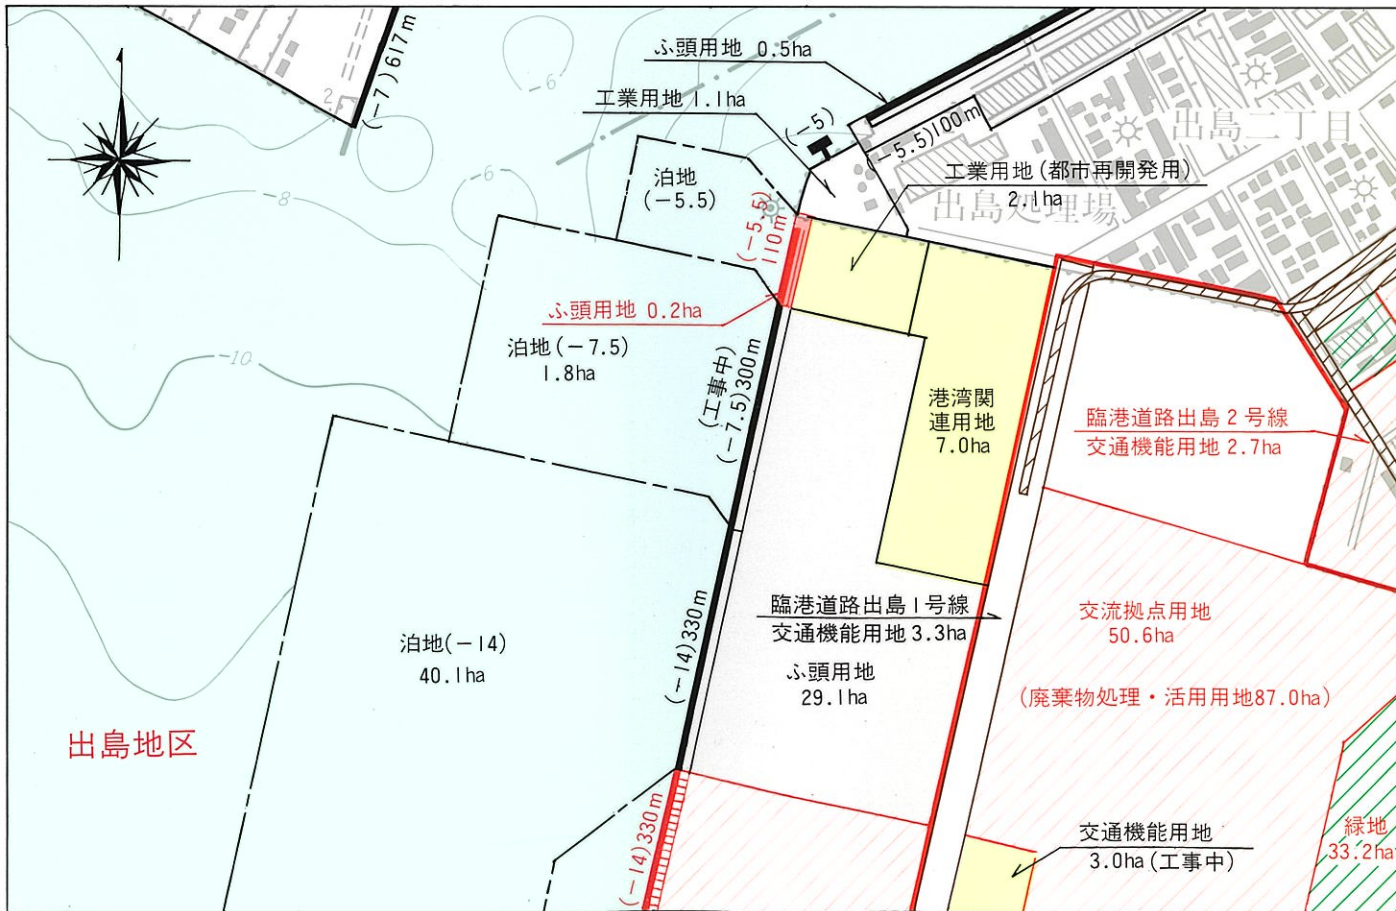 (-7)617m
2
-6
ふ頭用地 0.5ha
工業用地 1.1ha
(-5)
(-5.5)100m
出島二丁目
工業用地(都市再開発用)
2.1ha
出島処理場
-6
-8
泊地
(-5.5)
(-5.5)
110m
ふ頭用地 0.2ha
-10
泊地(-7.5)
1.8ha
(工事中)
(-7.5)300m
港湾関
連用地
7.0ha
臨港道路出島2号線
交通機能用地 2.7ha
臨港道路出島1号線
交通機能用地 3.3ha
交流拠点用地
50.6ha
泊地(-14)
40.1ha
(-14)330m
ふ頭用地
29.1ha
(廃棄物処理・活用用地87.0ha)
出島地区
(-14)330m
交通機能用地
3.0ha(工事中)
緑地
33.2ha